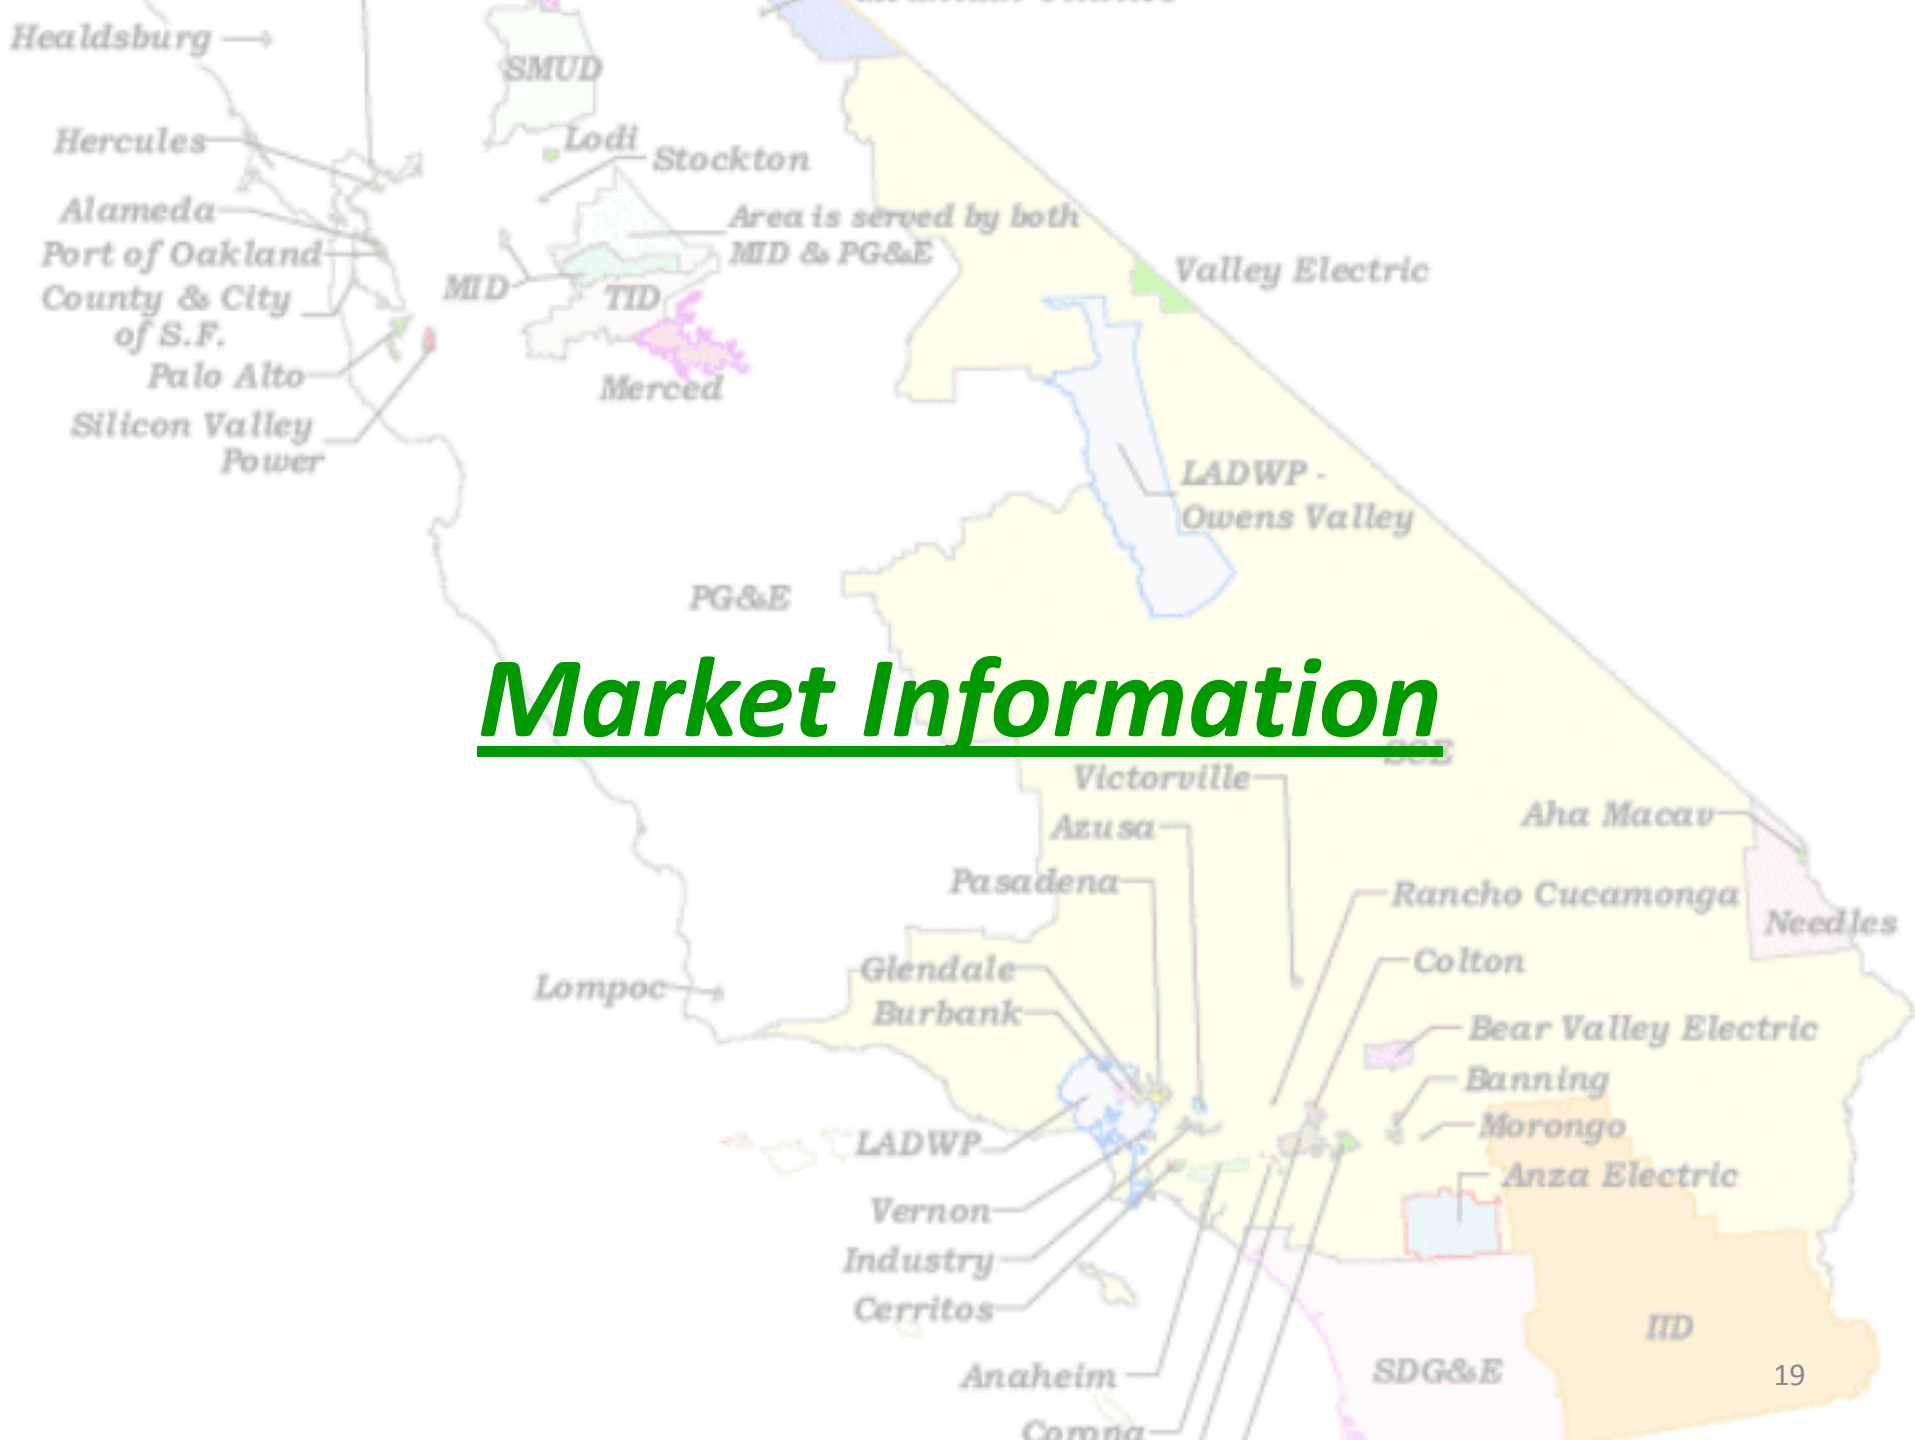 Healdsburg
SMUD
Hercules
Lodi
Stockton
Alameda
Area is served by both
MID & PG&E
Port of Oakland
County & City
of S.F.
MID
TID
Valley Electric
Palo Alto
Merced
Silicon Valley
Power
LADWP -
Owens Valley
PG&E
Market Information
SCE
Victorville
Aha Macav
Azusa
Pasadena
Rancho Cucamonga
Needles
Glendale
Colton
Lompoc
Burbank
Bear Valley Electric
Banning
LADWP
Morongo
Anza Electric
Vernon
Industry
Cerritos
IID
Anaheim
SDG&E
19
Corona